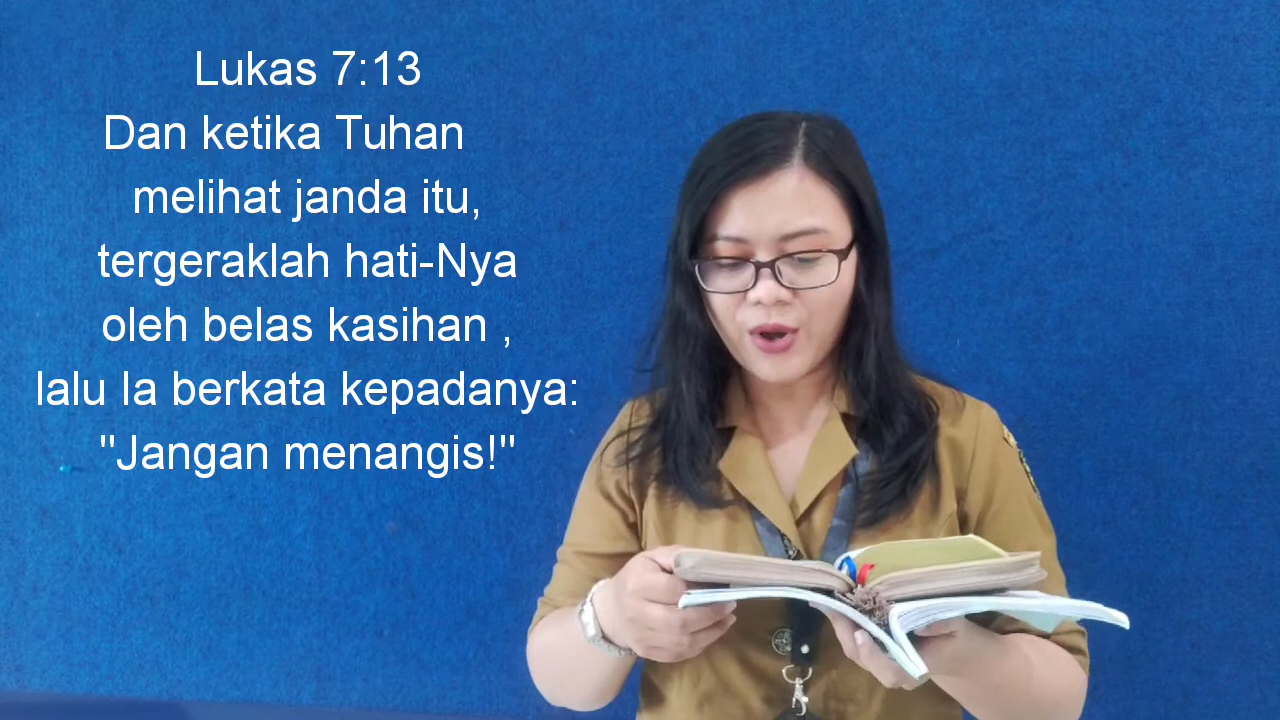 Lukas 7:13
Dan ketika Tuhan
melihat janda itu,
tergeraklah hati-Nya
oleh belas kasihan ,
lalu Ia berkata kepadanya:
"Jangan menangis!"